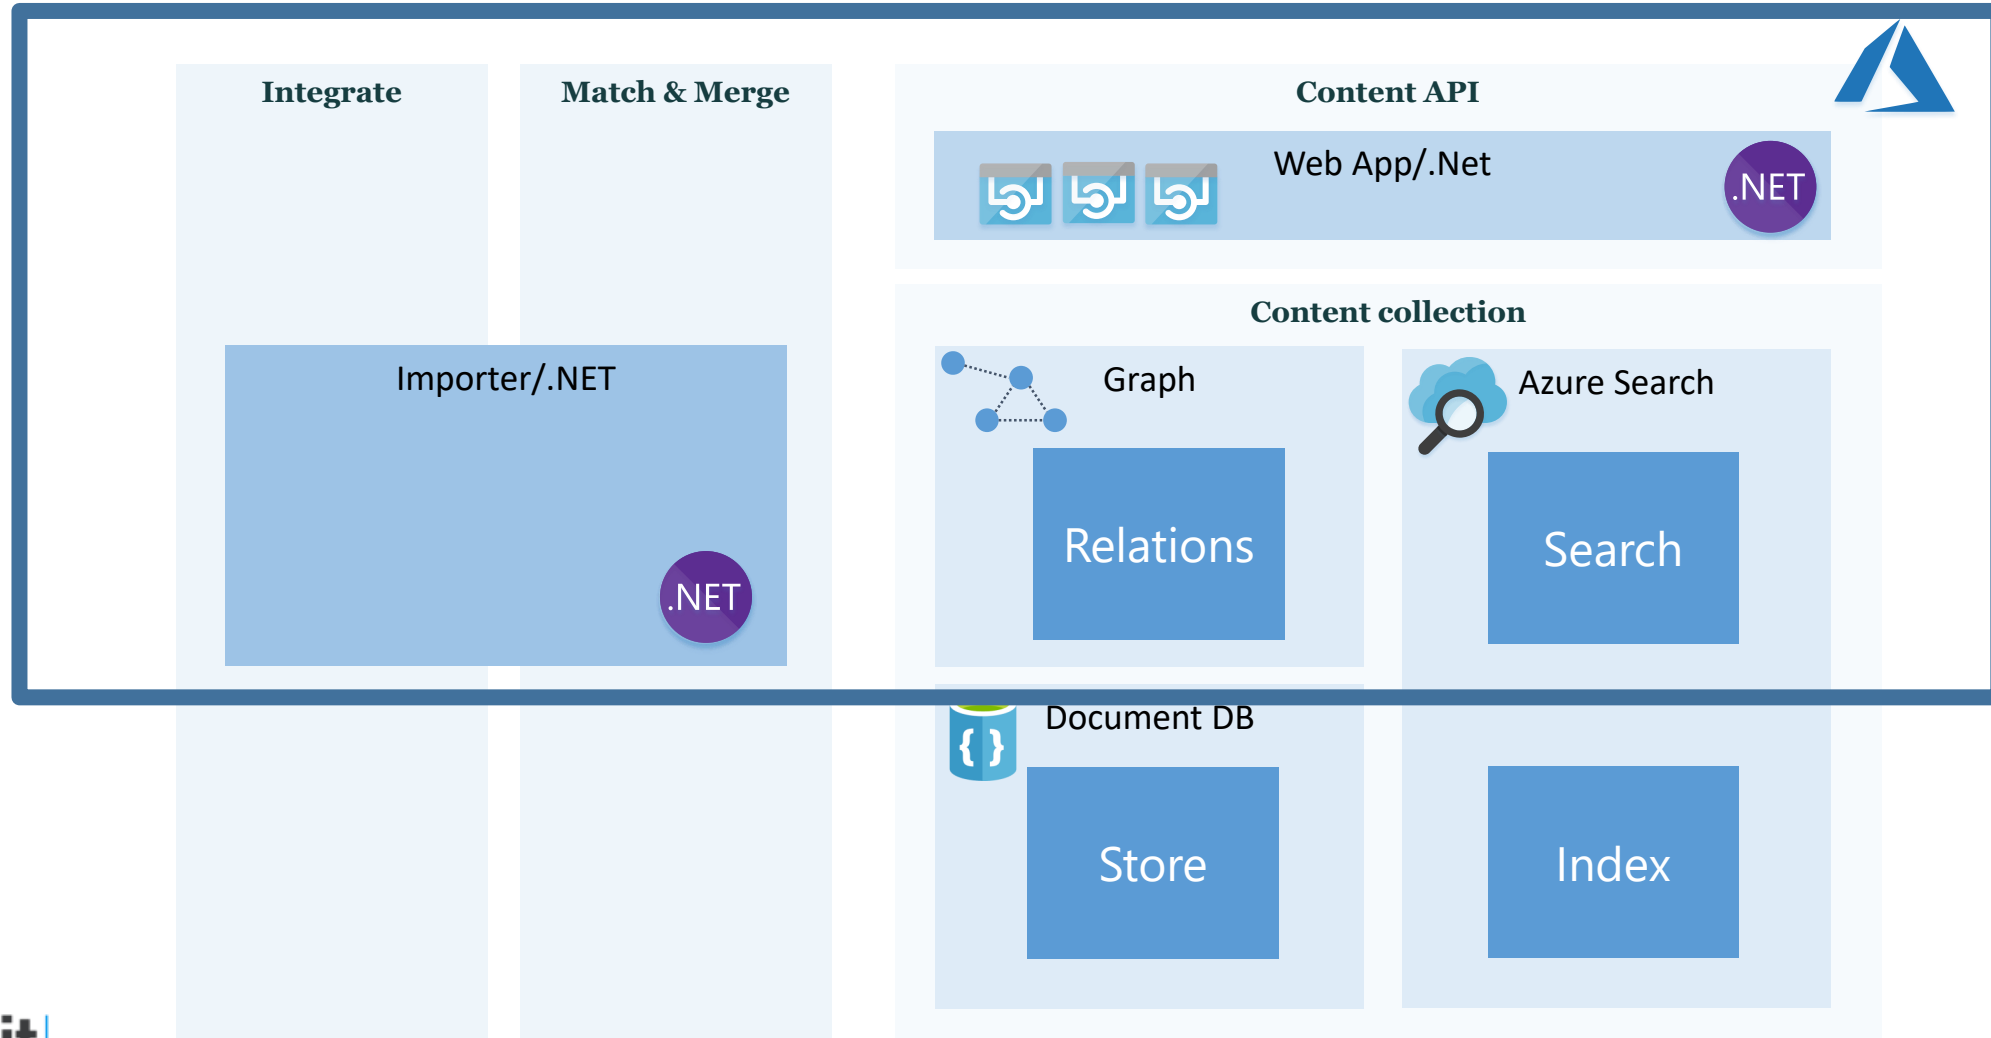 Integrate
Match & Merge
Content API
Web App/.Net
.NET
Content collection
Importer/.NET
.NET
Graph
Relations
Azure Search
Search
Document DB
{ }
Store
Index